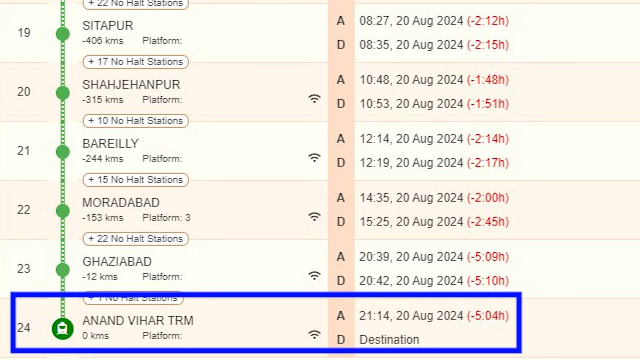 + 22 No Halt Stations
19 SITAPUR A 08:27, 20 Aug 2024 (-2:12h)
-406 kms Platform: D 08:35, 20 Aug 2024 (-2:15h)
+ 17 No Halt Stations
20 SHAHJEHANPUR A 10:48, 20 Aug 2024 (-1:48h)
-315 kms Platform: D 10:53, 20 Aug 2024 (-1:51h)
+ 10 No Halt Stations
21 BAREILLY A 12:14, 20 Aug 2024 (-2:14h)
-244 kms Platform: D 12:19, 20 Aug 2024 (-2:17h)
+ 15 No Halt Stations
22 MORADABAD A 14:35, 20 Aug 2024 (-2:00h)
-153 kms Platform: 3 D 15:25, 20 Aug 2024 (-2:45h)
+ 22 No Halt Stations
23 GHAZIABAD A 20:39, 20 Aug 2024 (-5:09h)
-12 kms Platform: D 20:42, 20 Aug 2024 (-5:10h)
+ 1 No Halt Stations
24 ANAND VIHAR TRM A 21:14, 20 Aug 2024 (-5:04h)
0 kms Platform: D Destination